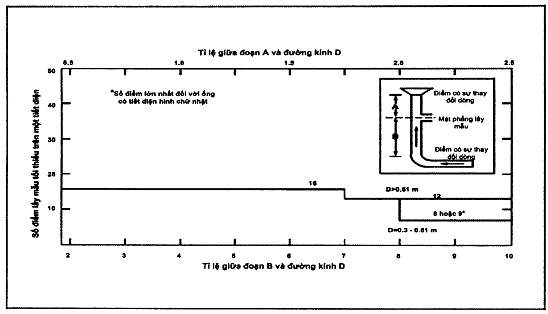 Tỉ lệ giữa đoạn A và đường kính D
0.5 1.0 1.5 2.5 2.5
50
40
30
20
10
Số điểm lấy mẫu tối thiểu trên một tiết diện
*Số điểm lớn nhất đối với ống
có tiết diện hình chữ nhật
Điểm có sự thay
đổi dòng
A
Mặt phẳng lấy
mẫu
B
Điểm có sự thay
đổi dòng
16
D>0.61 m
12
8 hoặc 9*
D=0.3 - 0.61 m
2 3 4 5 6 7 8 9 10
Tỉ lệ giữa đoạn B và đường kính D